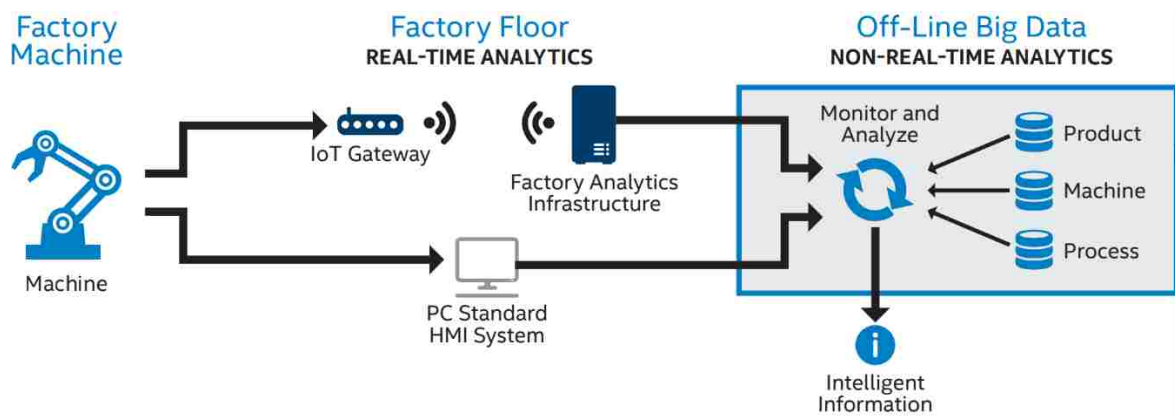 Factory
Machine
Factory Floor
REAL-TIME ANALYTICS
Off-Line Big Data
NON-REAL-TIME ANALYTICS
Machine
IoT Gateway
Factory Analytics
Infrastructure
PC Standard
HMI System
Monitor and
Analyze
Product
Machine
Process
i
Intelligent
Information